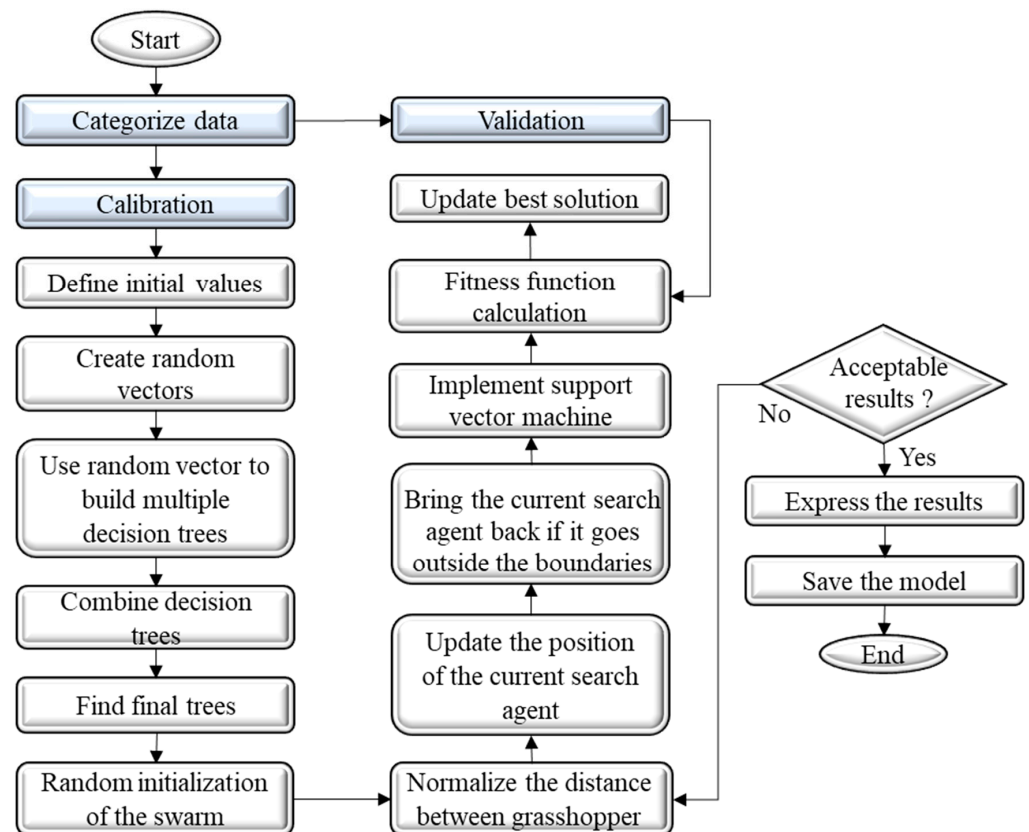 Start
Categorize data
Calibration
Define initial values
Create random
vectors
Use random vector to
build multiple
decision trees
Combine decision
trees
Find final trees
Random initialization
of the swarm
Validation
Update best solution
Fitness function
calculation
Implement support
vector machine
Bring the current search
agent back if it goes
outside the boundaries
Update the position
of the current search
agent
Normalize the distance
between grasshopper
Acceptable
results ?
No
Yes
Express the results
Save the model
End